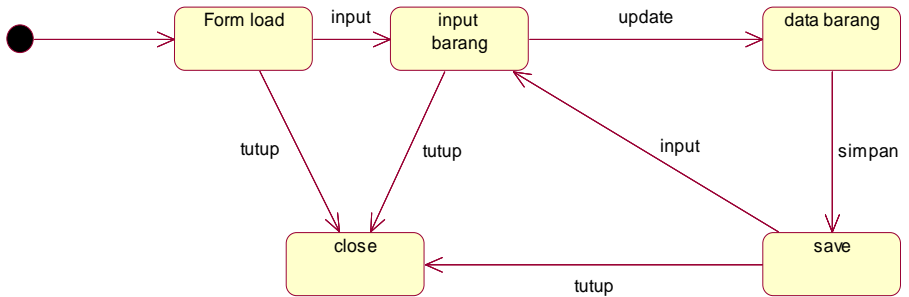 Form load
input
input
barang
update
data barang
tutup
tutup
input
simpan
close
save
tutup